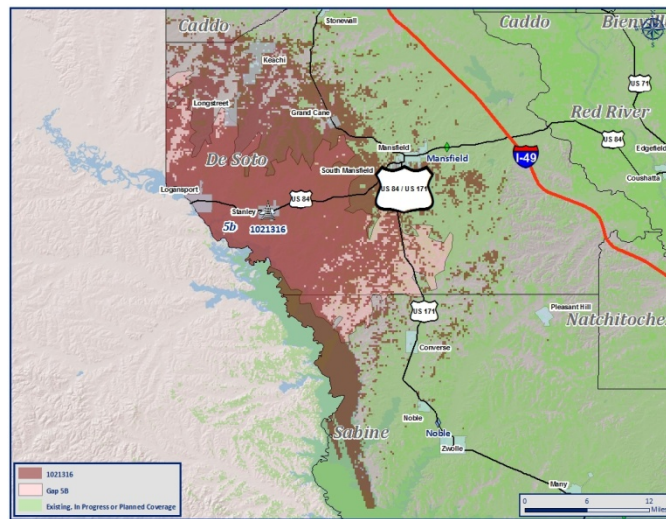 Caddo
Stonewall
Caddo
Bienvill
Keachi
US 71
Longstreet
Grand Cane
Red River
US 84
Mansfield
Mansfield
I-49
Edgefield
De Soto
South Mansfield
Coushatta
Logansport
US 84
US 84 / US 171
Stanley
5b
1021316
Pleasant Hill
US 171
Natchitoche
Converse
Noble
Sabine
Noble
Zwolle
Many
1021316
Gap 5B
Existing, In Progress or Planned Coverage
0 6 12
Miles